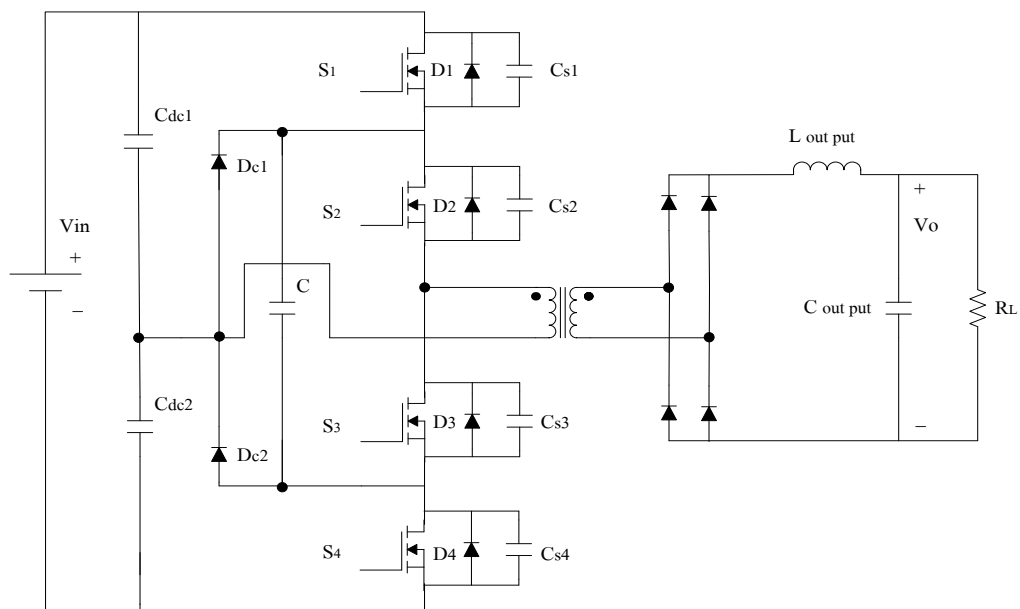 S1
D1
Cs1
Cdc1
Dc1
L out put
S2
D2
Cs2
Vin
+
−
+
Vo
−
C
C out put
RL
Cdc2
S3
D3
Cs3
Dc2
S4
D4
Cs4